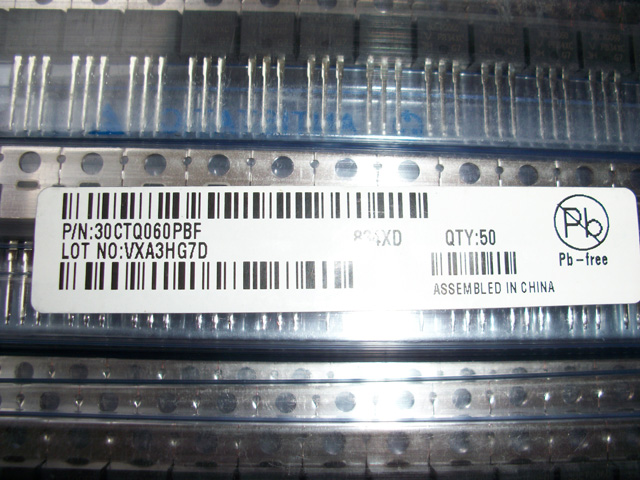 P/N:30CTQ060PBF
LOT NO:VXA3HG7D
QTY:50
ASSEMBLED IN CHINA
Pb
Pb-free